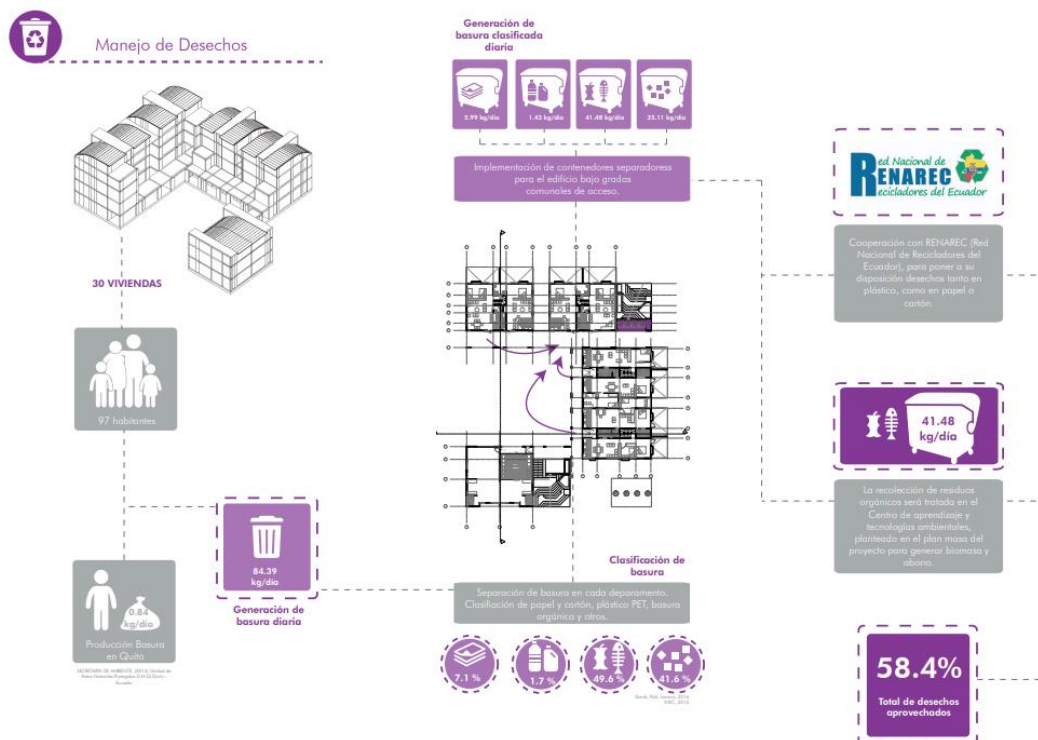 Manejo de Desechos
30 VIVIENDAS
97 habitantes
0.84
kg/día
Producción Basura
en Quito
84.39
kg/día
Generación de
basura diaria
Generación de
basura clasificada
diaria
5.99 kg/día
1.43 kg/día
41.48 kg/día
35.11 kg/día
Implementación de contenedores separadoress
para el edificio bajo gradas
comunales de acceso.
Clasificación de
basura
Separación de basura en cada deparamento.
Clasifiación de papel y cartón, plástico PET, basura
orgánica y otros.
7.1 %
1.7 %
49.6 %
41.6 %
Red Nacional de
RENAREC
Recicladores del Ecuador
Cooperación con RENAREC (Red
Nacional de Recicladores del
Ecuador), para poner a su
disposición desechos tanto en
plástico, como en papel o
cartón.
41.48
kg/día
La recolección de residuos
orgánicos será tratada en el
Centro de aprendizaje y
tecnologías ambientales,
planteado en el plan masa del
proyecto para generar biomasa y
abono.
58.4%
Total de desechos
aprovechados